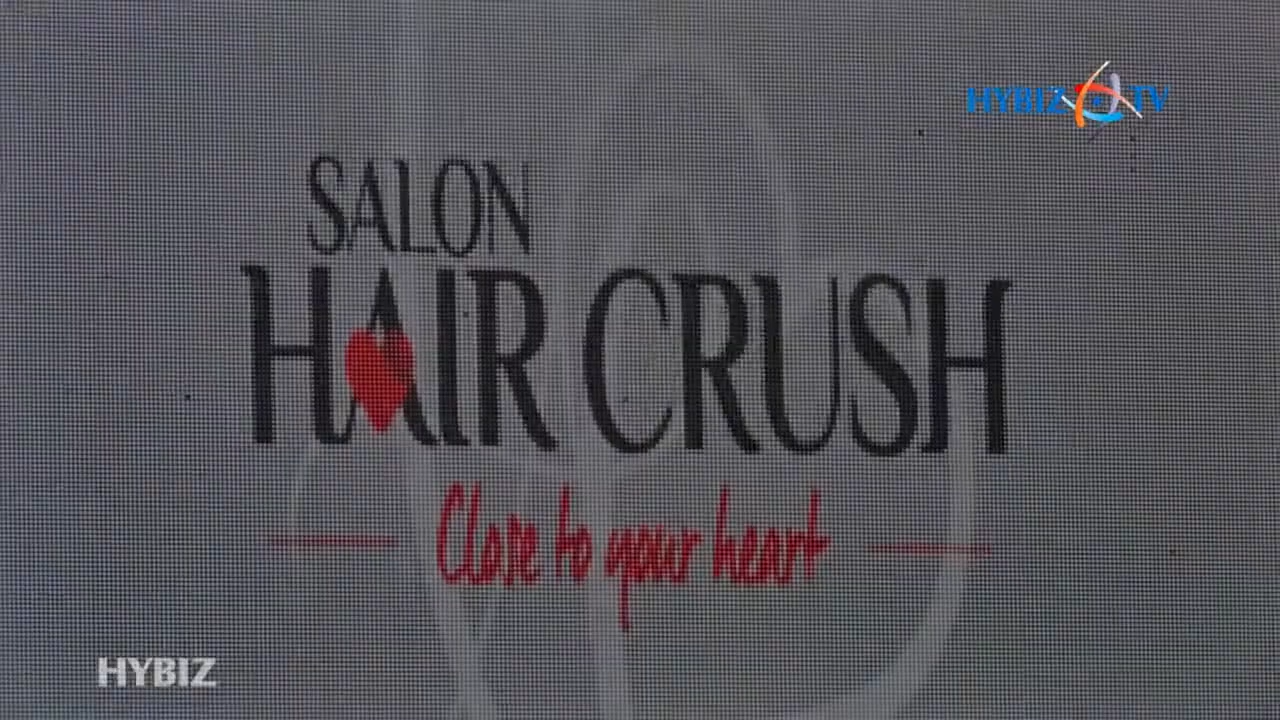 HYBIZ TV
SALON
HAIR CRUSH
Close to your heart
HYBIZ